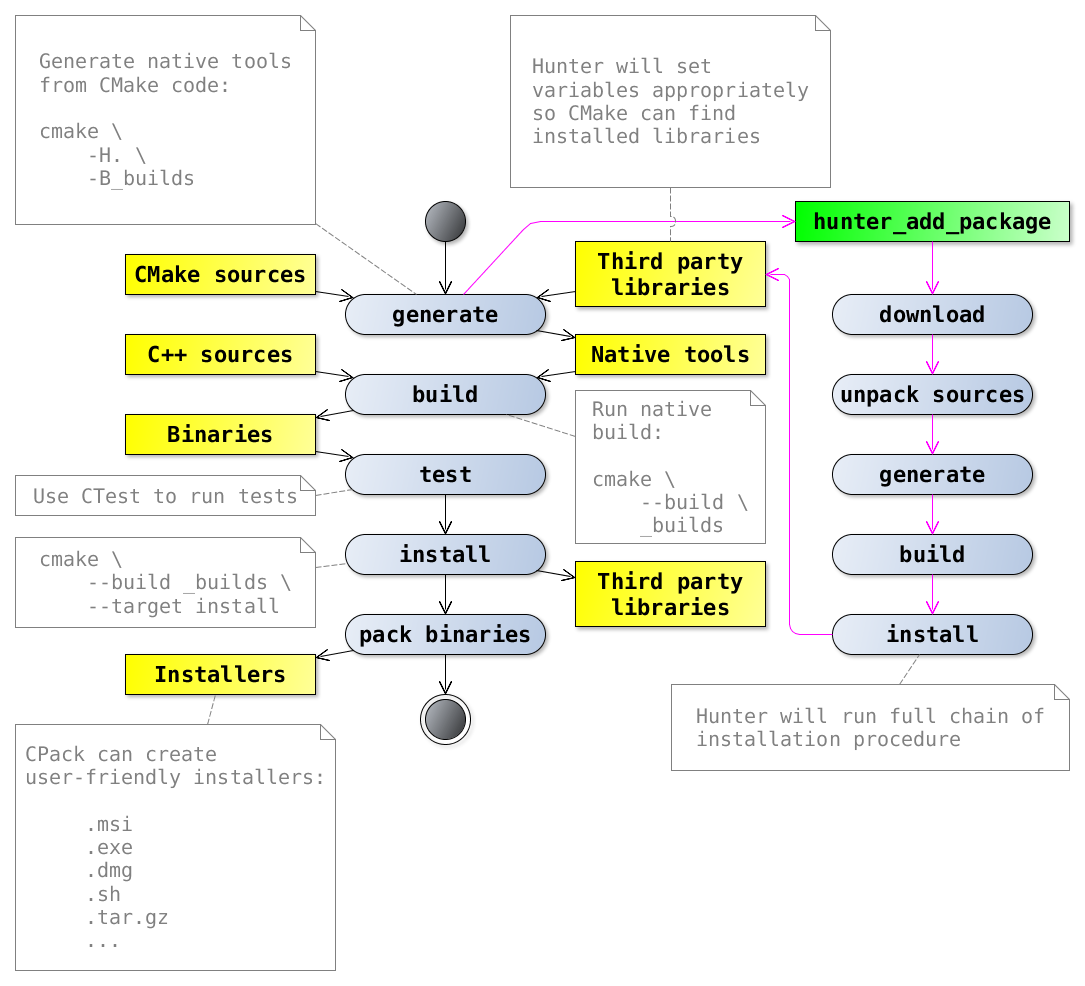 Generate native tools
from CMake code:
cmake \
-H. \
-B_builds
Hunter will set
variables appropriately
so CMake can find
installed libraries
hunter_add_package
CMake sources
Third party
libraries
generate
download
C++ sources
Native tools
build
unpack sources
Run native
build:
cmake \
--build \
_builds
Binaries
test
generate
Use CTest to run tests
install
build
cmake \
--build _builds \
--target install
Third party
libraries
pack binaries
install
Installers
Hunter will run full chain of
installation procedure
CPack can create
user-friendly installers:
.msi
.exe
.dmg
.sh
.tar.gz
...